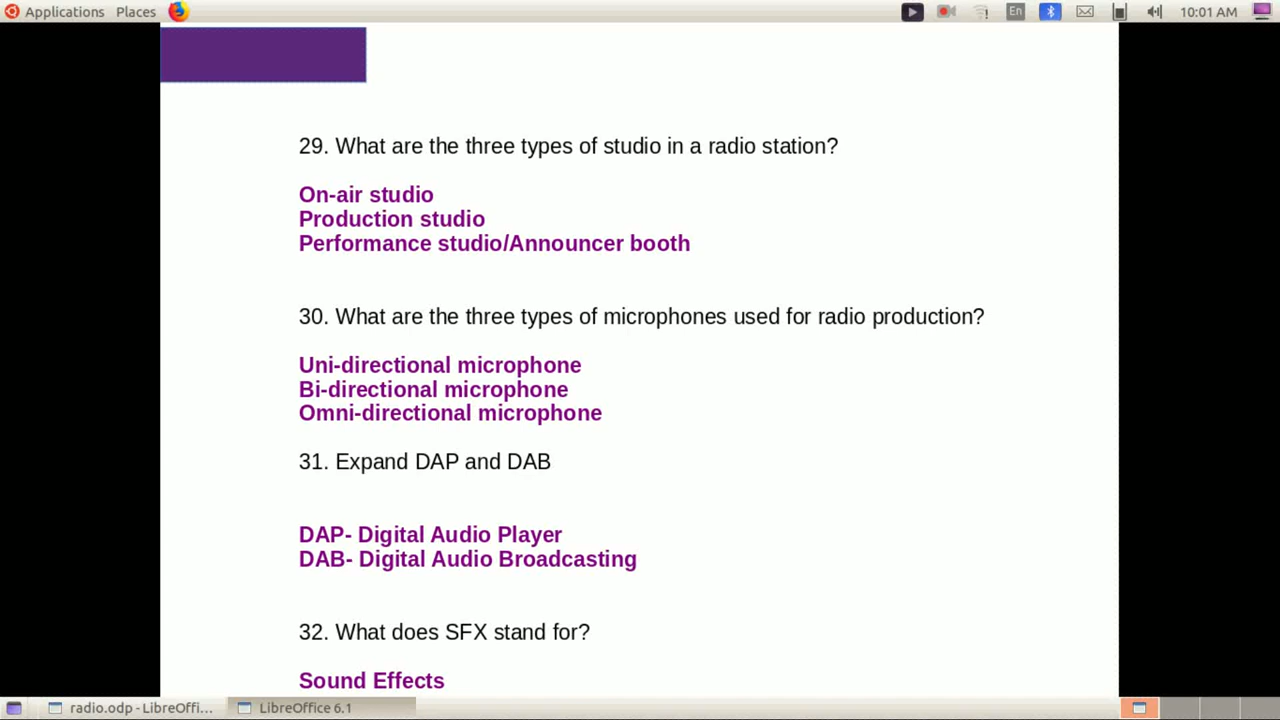 Applications Places En 10:01 AM
29. What are the three types of studio in a radio station?
On-air studio
Production studio
Performance studio/Announcer booth
30. What are the three types of microphones used for radio production?
Uni-directional microphone
Bi-directional microphone
Omni-directional microphone
31. Expand DAP and DAB
DAP- Digital Audio Player
DAB- Digital Audio Broadcasting
32. What does SFX stand for?
Sound Effects
radio.odp - LibreOffi... LibreOffice 6.1